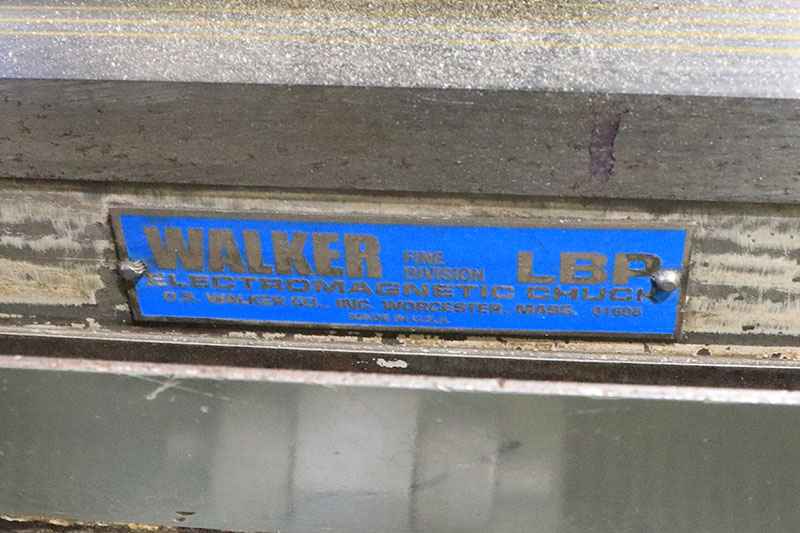 WALKER FINE DIVISION LBP
ELECTROMAGNETIC CHUCK
O.S. WALKER CO., INC. WORCESTER, MASS. 01606
MADE IN U.S.A.